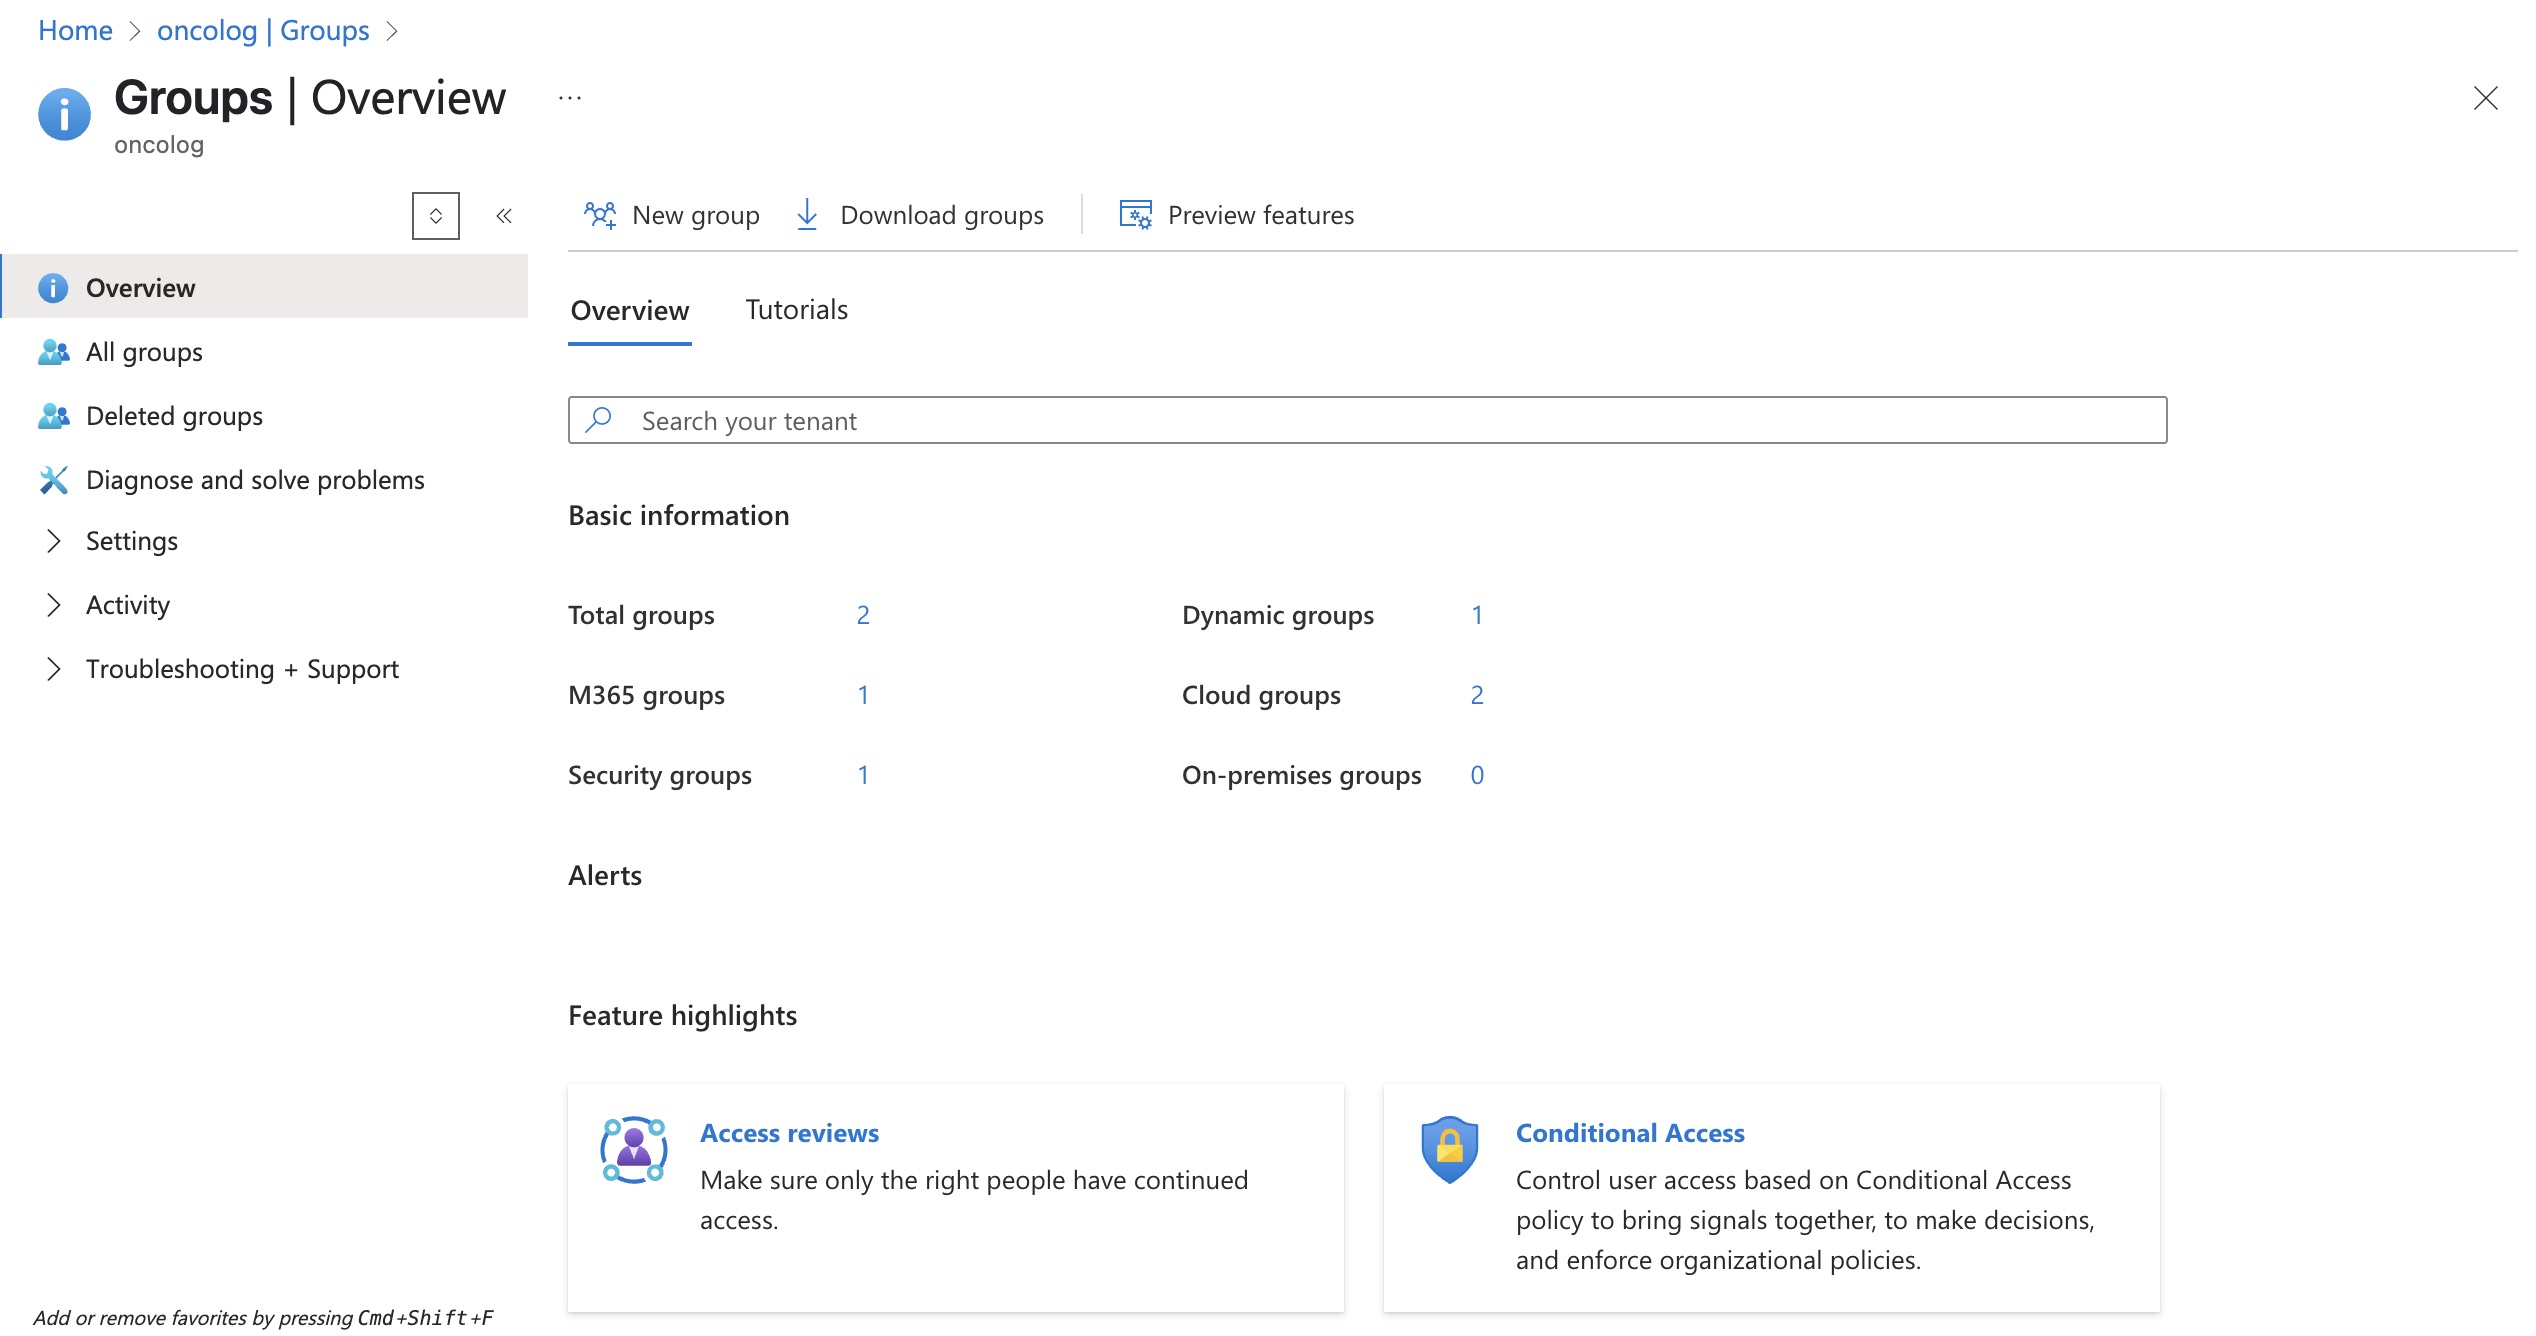 Home > oncolog | Groups >
Groups | Overview ...
oncolog
New group
Download groups
Preview features
Overview
All groups
Deleted groups
Diagnose and solve problems
Settings
Activity
Troubleshooting + Support
Add or remove favorites by pressing Cmd+Shift+F
Overview
Tutorials
Search your tenant
Basic information
Total groups 2
Dynamic groups 1
M365 groups 1
Cloud groups 2
Security groups 1
On-premises groups 0
Alerts
Feature highlights
Access reviews
Make sure only the right people have continued
access.
Conditional Access
Control user access based on Conditional Access
policy to bring signals together, to make decisions,
and enforce organizational policies.